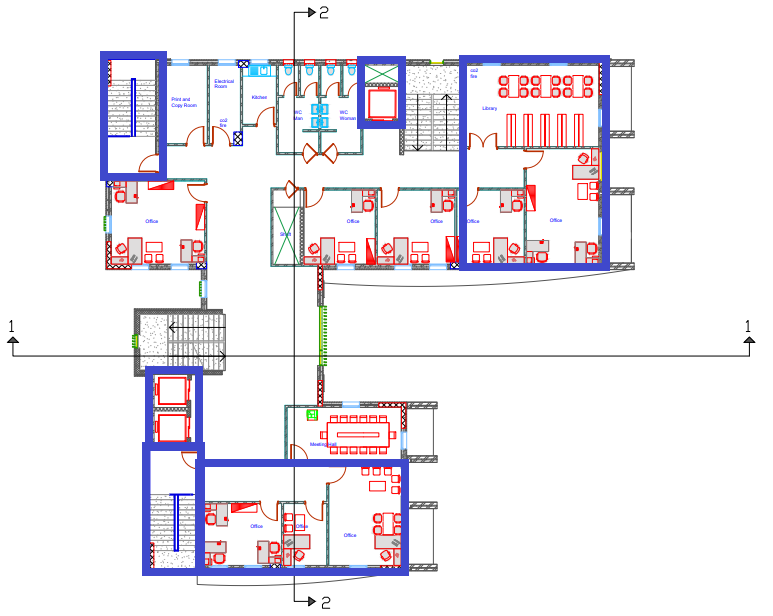 2
co2
fire
Electrical
Room
Print and
Copy Room
Kitchen
Library
co2
fire
WC
Man
WC
Woman
Office
Office
Office
Office
Office
Shaft
1
1
Meeting Hall
Office
Office
Office
2